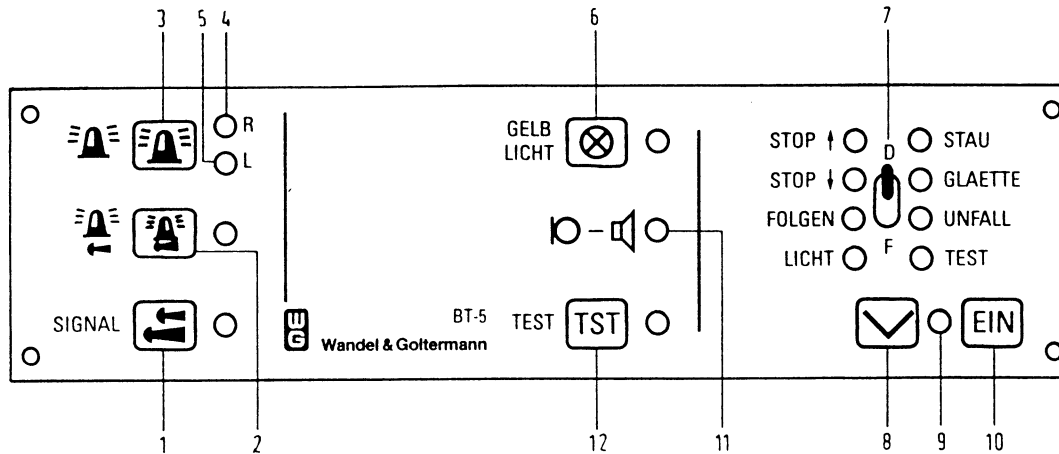 3 5 4 6 7
R
L
GELB
LICHT
STOP ↑ D STAU
STOP ↓ GLAETTE
FOLGEN UNFALL
LICHT F TEST
SIGNAL
WG Wandel & Goltermann
BT-5
TEST TST
EIN
1 2 12 11 8 9 10